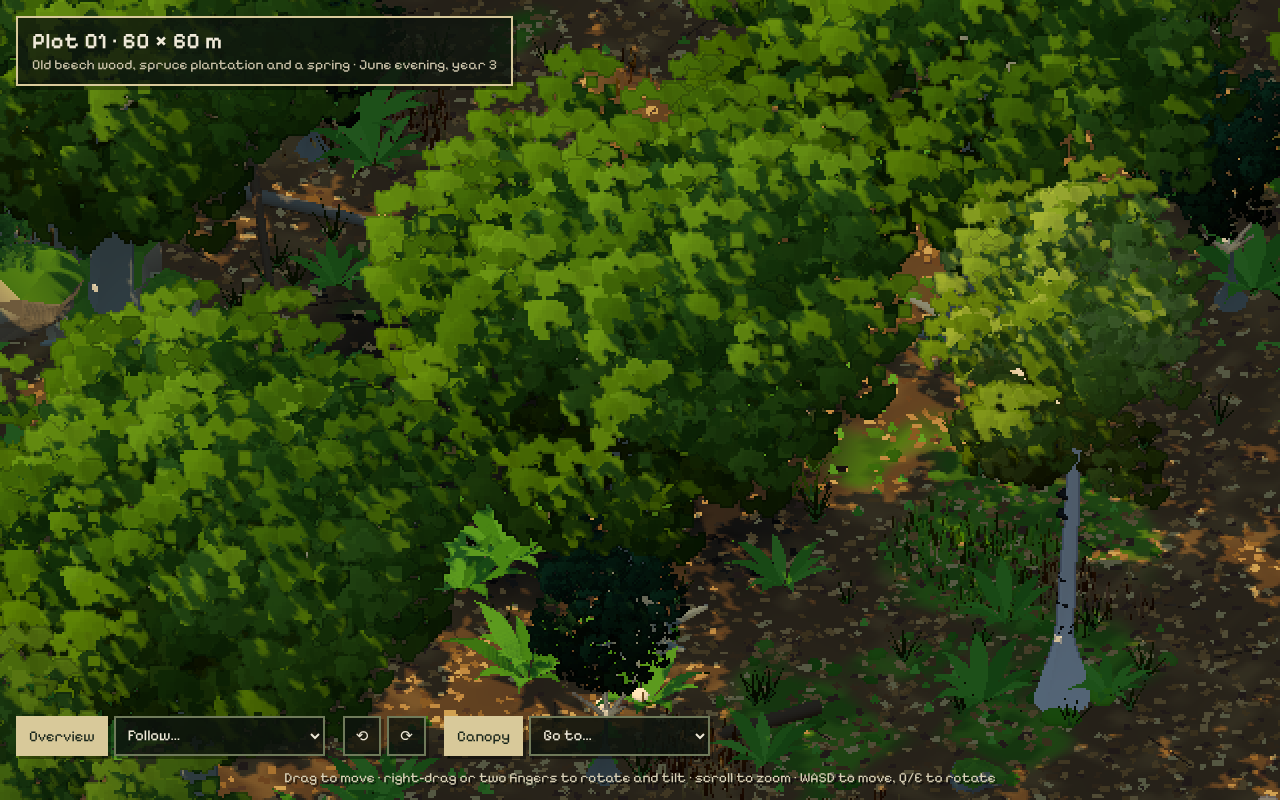 Plot 01 · 60 × 60 m
Old beech wood, spruce plantation and a spring · June evening, year 3
Overview
Follow...
⟲
⟳
Canopy
Go to...
Drag to move · right-drag or two fingers to rotate and tilt · scroll to zoom · WASD to move, Q/E to rotate